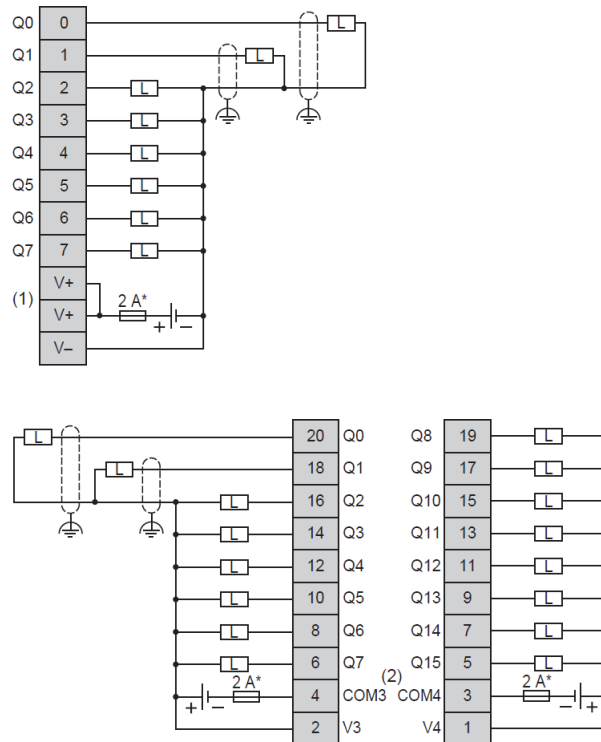 Q0 0 L
Q1 1 L
Q2 2 L
Q3 3 L
Q4 4 L
Q5 5 L
Q6 6 L
Q7 7 L
V+
(1) V+ 2 A* + −
V−
L 20 Q0 Q8 19 L
L 18 Q1 Q9 17 L
16 Q2 Q10 15 L
L 14 Q3 Q11 13 L
L 12 Q4 Q12 11 L
L 10 Q5 Q13 9 L
L 8 Q6 Q14 7 L
L 6 Q7 Q15 5 L
(2)
+ − 2 A* 4 COM3 COM4 3 2 A* − +
2 V3 V4 1